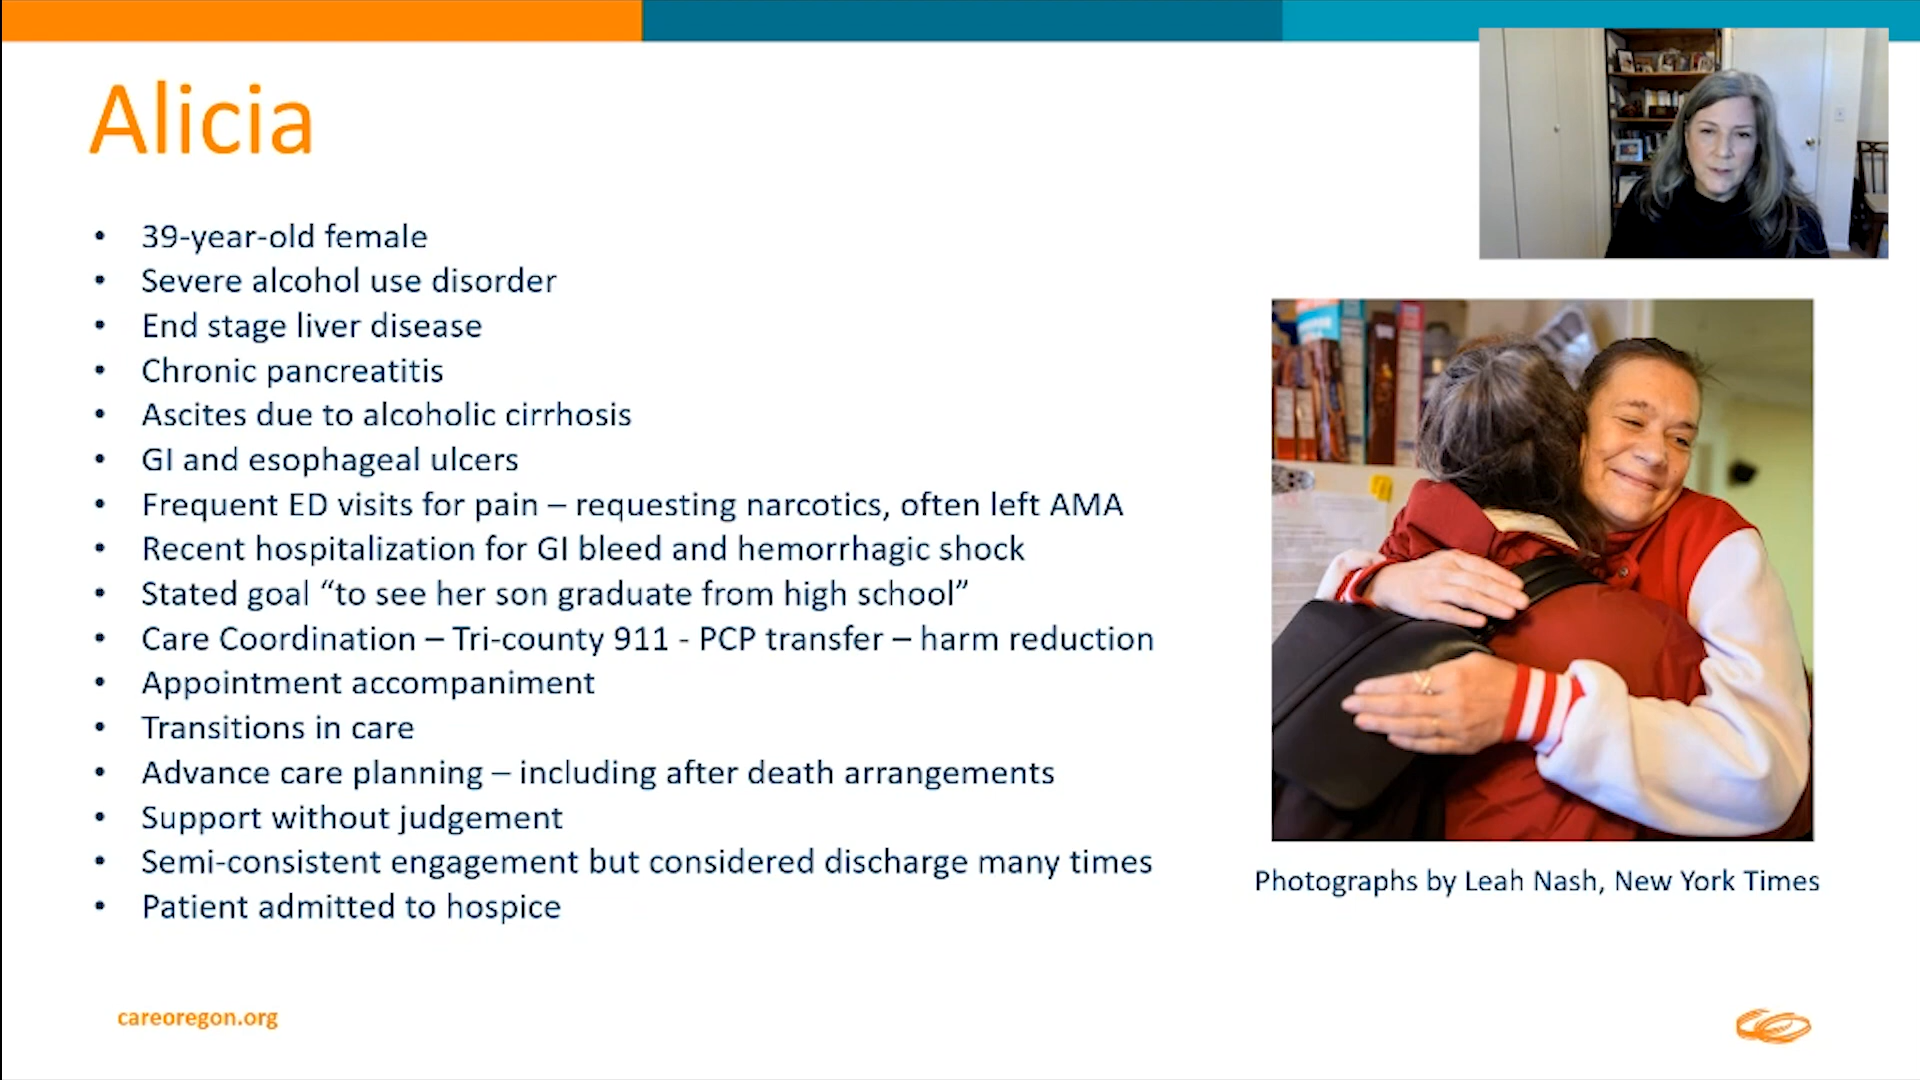 Alicia
• 39-year-old female
• Severe alcohol use disorder
• End stage liver disease
• Chronic pancreatitis
• Ascites due to alcoholic cirrhosis
• GI and esophageal ulcers
• Frequent ED visits for pain – requesting narcotics, often left AMA
• Recent hospitalization for GI bleed and hemorrhagic shock
• Stated goal “to see her son graduate from high school”
• Care Coordination – Tri-county 911 - PCP transfer – harm reduction
• Appointment accompaniment
• Transitions in care
• Advance care planning – including after death arrangements
• Support without judgement
• Semi-consistent engagement but considered discharge many times
• Patient admitted to hospice
Photographs by Leah Nash, New York Times
careoregon.org